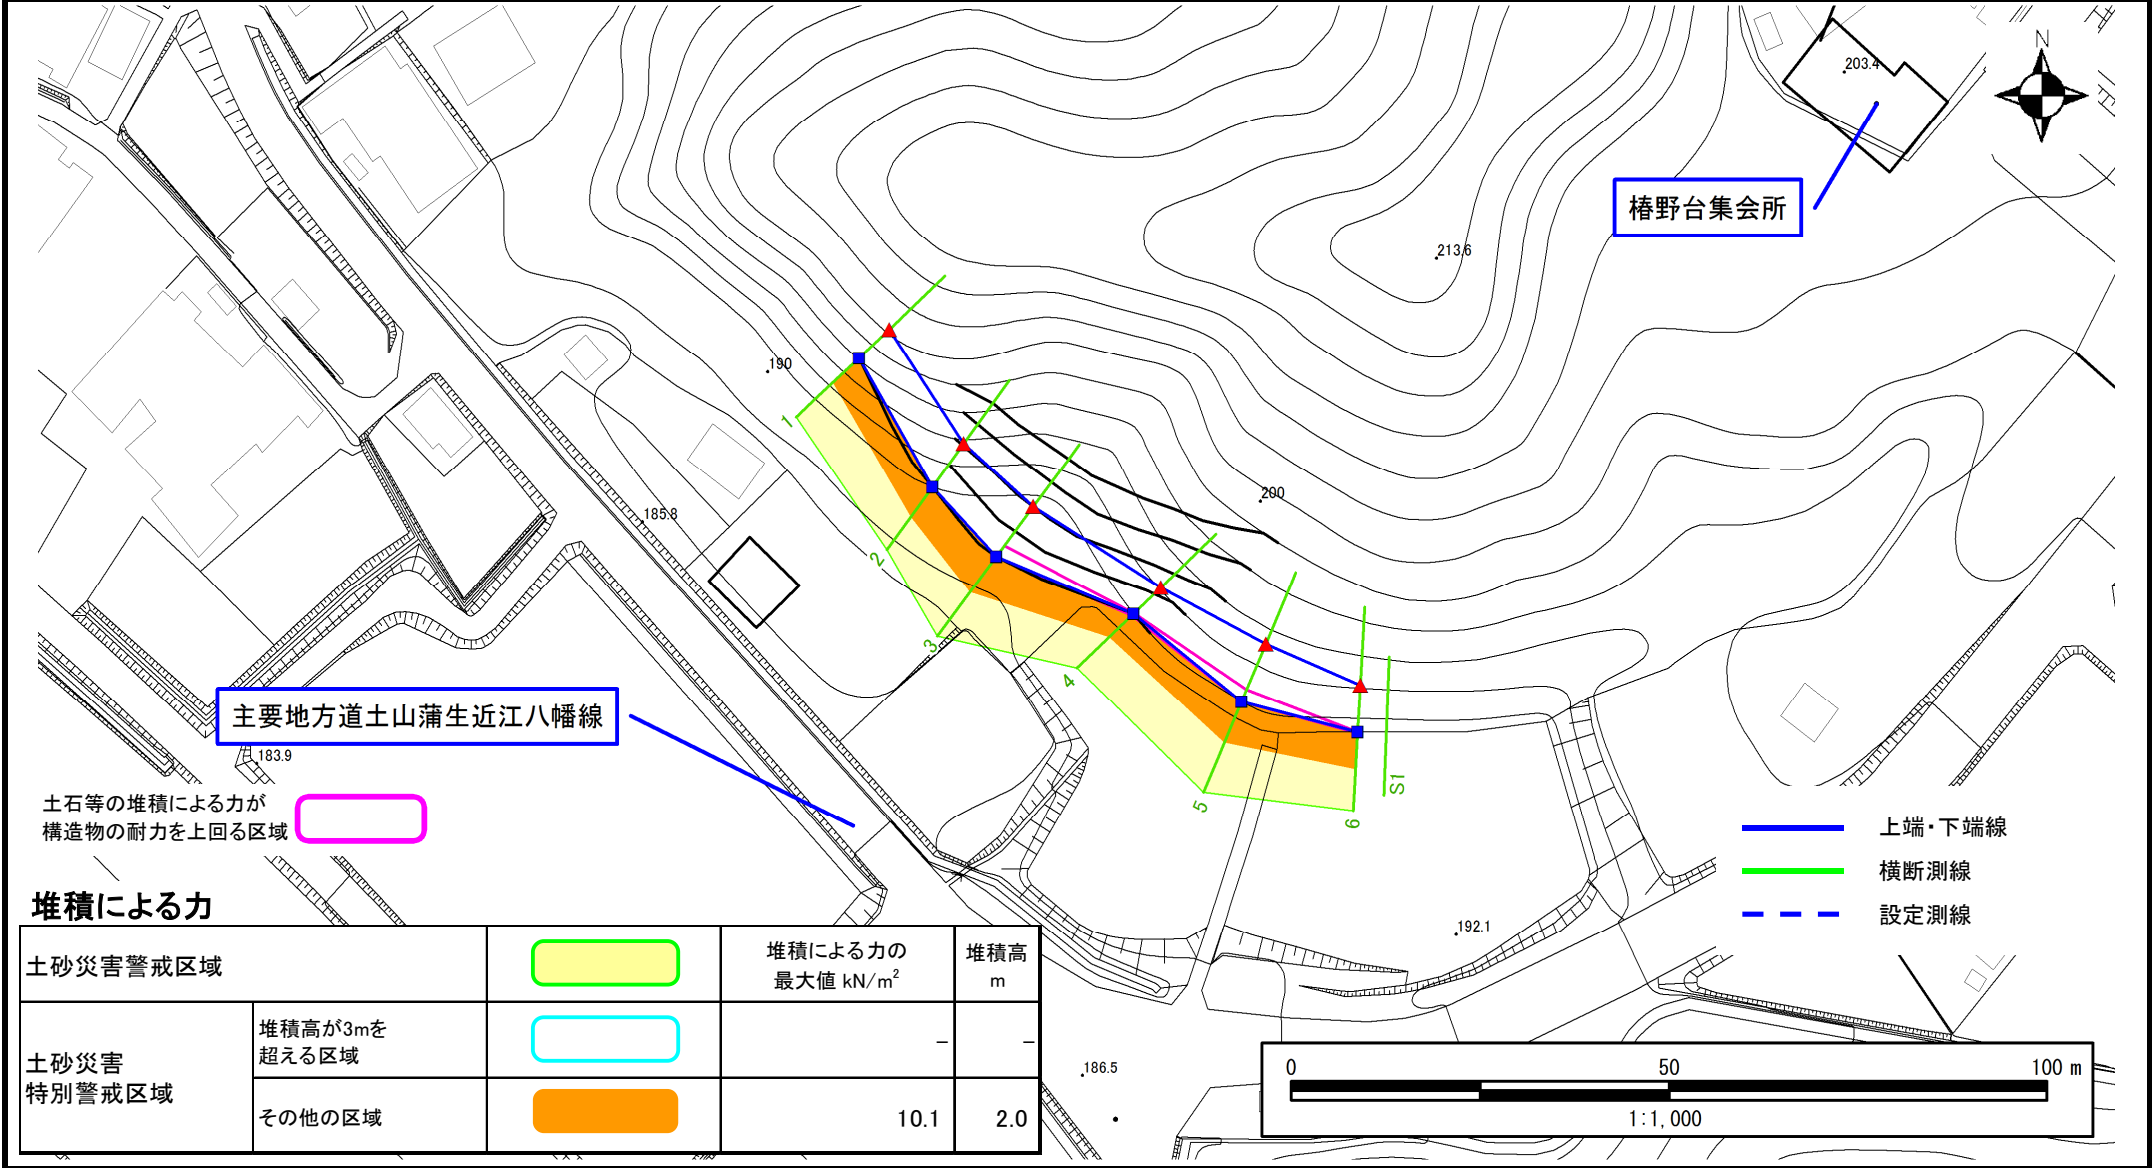 N
203.4
椿野台集会所
213.6
190
1
200
185.8
2
3
4
主要地方道土山蒲生近江八幡線
183.9
5
6
S1
土石等の堆積による力が
構造物の耐力を上回る区域
上端・下端線
横断測線
設定測線
192.1
186.5
堆積による力
土砂災害警戒区域
堆積による力の
最大値 kN/m²
堆積高
m
土砂災害
特別警戒区域
堆積高が3mを
超える区域
－
－
その他の区域
10.1
2.0
0 50 100 m
1:1,000